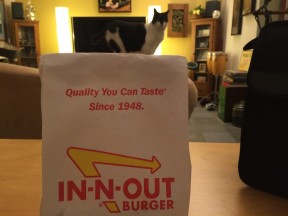 Quality You Can Taste®
Since 1948.
IN-N-OUT
BURGER